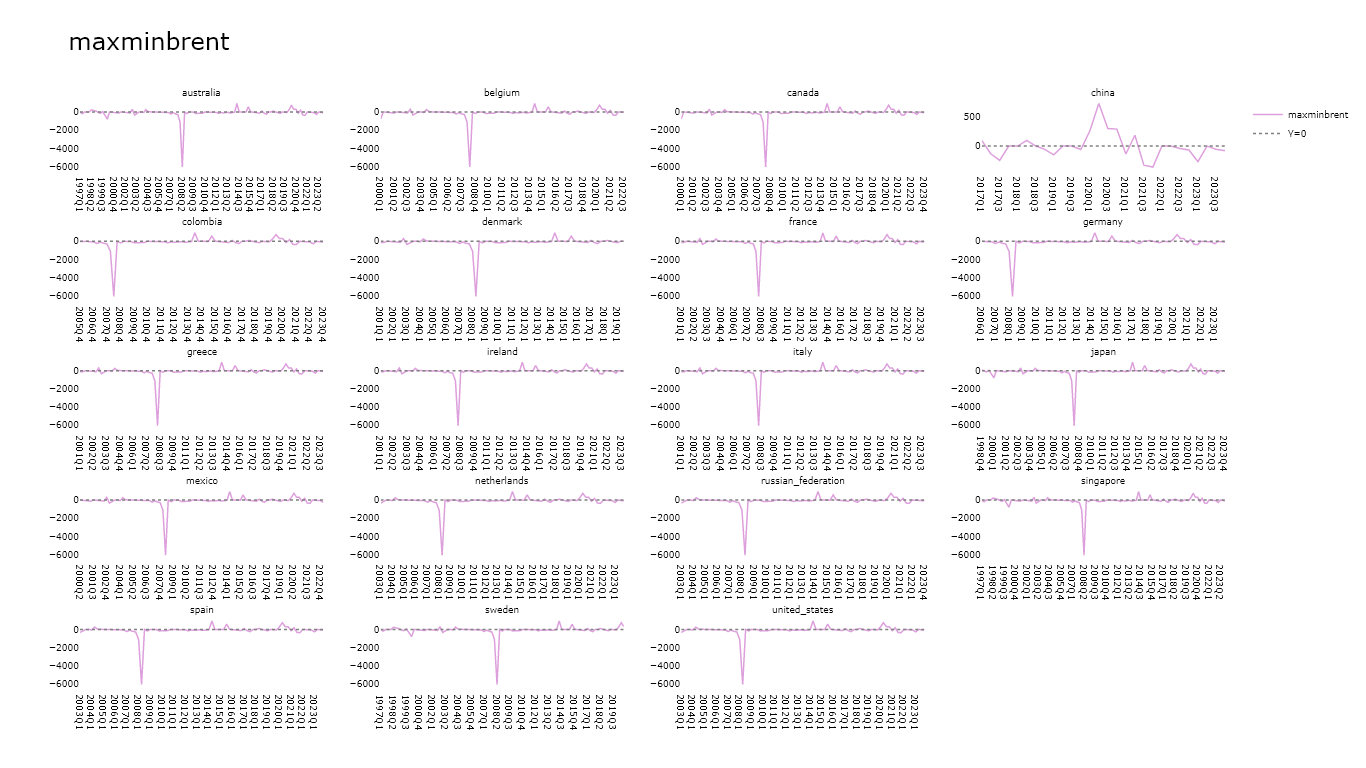 maxminbrent
australia
0
−2000
−4000
−6000
1997Q1 1998Q2 1999Q3 2000Q4 2002Q1 2003Q2 2004Q3 2005Q4 2007Q1 2008Q2 2009Q3 2010Q4 2012Q1 2013Q2 2014Q3 2015Q4 2017Q1 2018Q2 2019Q3 2020Q4 2022Q1 2023Q2
belgium
0
−2000
−4000
−6000
2000Q1 2001Q2 2002Q3 2003Q4 2005Q1 2006Q2 2007Q3 2008Q4 2010Q1 2011Q2 2012Q3 2013Q4 2015Q1 2016Q2 2017Q3 2018Q4 2020Q1 2021Q2 2022Q3
canada
0
−2000
−4000
−6000
2000Q1 2001Q2 2002Q3 2003Q4 2005Q1 2006Q2 2007Q3 2008Q4 2010Q1 2011Q2 2012Q3 2013Q4 2015Q1 2016Q2 2017Q3 2018Q4 2020Q1 2021Q2 2022Q3 2023Q4
china
500
0
2017Q1 2017Q3 2018Q1 2018Q3 2019Q1 2019Q3 2020Q1 2020Q3 2021Q1 2021Q3 2022Q1 2022Q3 2023Q1 2023Q3
maxminbrent
Y=0
colombia
0
−2000
−4000
−6000
2005Q4 2006Q4 2007Q4 2008Q4 2009Q4 2010Q4 2011Q4 2012Q4 2013Q4 2014Q4 2015Q4 2016Q4 2017Q4 2018Q4 2019Q4 2020Q4 2021Q4 2022Q4 2023Q4
denmark
0
−2000
−4000
−6000
2001Q1 2002Q1 2003Q1 2004Q1 2005Q1 2006Q1 2007Q1 2008Q1 2009Q1 2010Q1 2011Q1 2012Q1 2013Q1 2014Q1 2015Q1 2016Q1 2017Q1 2018Q1 2019Q1
france
0
−2000
−4000
−6000
2001Q1 2002Q2 2003Q3 2004Q4 2006Q1 2007Q2 2008Q3 2009Q4 2011Q1 2012Q2 2013Q3 2014Q4 2016Q1 2017Q2 2018Q3 2019Q4 2021Q1 2022Q2 2023Q3
germany
0
−2000
−4000
−6000
2006Q1 2007Q1 2008Q1 2009Q1 2010Q1 2011Q1 2012Q1 2013Q1 2014Q1 2015Q1 2016Q1 2017Q1 2018Q1 2019Q1 2020Q1 2021Q1 2022Q1 2023Q1
greece
0
−2000
−4000
−6000
2001Q1 2002Q2 2003Q3 2004Q4 2006Q1 2007Q2 2008Q3 2009Q4 2011Q1 2012Q2 2013Q3 2014Q4 2016Q1 2017Q2 2018Q3 2019Q4 2021Q1 2022Q2 2023Q3
ireland
0
−2000
−4000
−6000
2001Q1 2002Q2 2003Q3 2004Q4 2006Q1 2007Q2 2008Q3 2009Q4 2011Q1 2012Q2 2013Q3 2014Q4 2016Q1 2017Q2 2018Q3 2019Q4 2021Q1 2022Q2 2023Q3
italy
0
−2000
−4000
−6000
2001Q1 2002Q2 2003Q3 2004Q4 2006Q1 2007Q2 2008Q3 2009Q4 2011Q1 2012Q2 2013Q3 2014Q4 2016Q1 2017Q2 2018Q3 2019Q4 2021Q1 2022Q2 2023Q3
japan
0
−2000
−4000
−6000
1998Q4 2000Q1 2001Q2 2002Q3 2003Q4 2005Q1 2006Q2 2007Q3 2008Q4 2010Q1 2011Q2 2012Q3 2013Q4 2015Q1 2016Q2 2017Q3 2018Q4 2020Q1 2021Q2 2022Q3 2023Q4
mexico
0
−2000
−4000
−6000
2000Q2 2001Q3 2002Q4 2004Q1 2005Q2 2006Q3 2007Q4 2009Q1 2010Q2 2011Q3 2012Q4 2014Q1 2015Q2 2016Q3 2017Q4 2019Q1 2020Q2 2021Q3 2022Q4
netherlands
0
−2000
−4000
−6000
2003Q1 2004Q1 2005Q1 2006Q1 2007Q1 2008Q1 2009Q1 2010Q1 2011Q1 2012Q1 2013Q1 2014Q1 2015Q1 2016Q1 2017Q1 2018Q1 2019Q1 2020Q1 2021Q1 2022Q1 2023Q1
russian_federation
0
−2000
−4000
−6000
2003Q1 2004Q1 2005Q1 2006Q1 2007Q1 2008Q1 2009Q1 2010Q1 2011Q1 2012Q1 2013Q1 2014Q3 2015Q4 2016Q4 2017Q4 2018Q4 2019Q4 2020Q4 2021Q4 2022Q4 2023Q4
singapore
0
−2000
−4000
−6000
1997Q1 1998Q2 1999Q3 2000Q4 2002Q1 2003Q2 2004Q3 2005Q4 2007Q1 2008Q2 2009Q3 2010Q4 2012Q1 2013Q2 2014Q3 2015Q4 2017Q1 2018Q2 2019Q3 2020Q4 2022Q1 2023Q2
spain
0
−2000
−4000
−6000
2003Q1 2004Q1 2005Q1 2006Q1 2007Q1 2008Q1 2009Q1 2010Q1 2011Q1 2012Q1 2013Q1 2014Q1 2015Q1 2016Q1 2017Q1 2018Q1 2019Q1 2020Q1 2021Q1 2022Q1 2023Q1
sweden
0
−2000
−4000
−6000
1997Q1 1998Q2 1999Q3 2000Q4 2002Q1 2003Q2 2004Q3 2005Q4 2007Q1 2008Q2 2009Q3 2010Q4 2012Q1 2013Q2 2014Q3 2015Q4 2017Q1 2018Q2 2019Q3
united_states
0
−2000
−4000
−6000
2003Q1 2004Q1 2005Q1 2006Q1 2007Q1 2008Q1 2009Q1 2010Q1 2011Q1 2012Q1 2013Q1 2014Q1 2015Q1 2016Q1 2017Q1 2018Q1 2019Q1 2020Q1 2021Q1 2022Q1 2023Q1